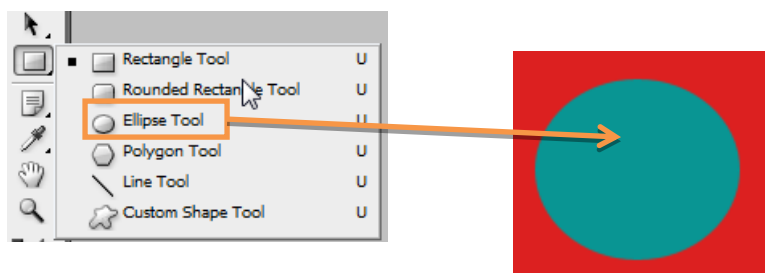 Rectangle Tool U
Rounded Rectangle Tool U
Ellipse Tool U
Polygon Tool U
Line Tool U
Custom Shape Tool U